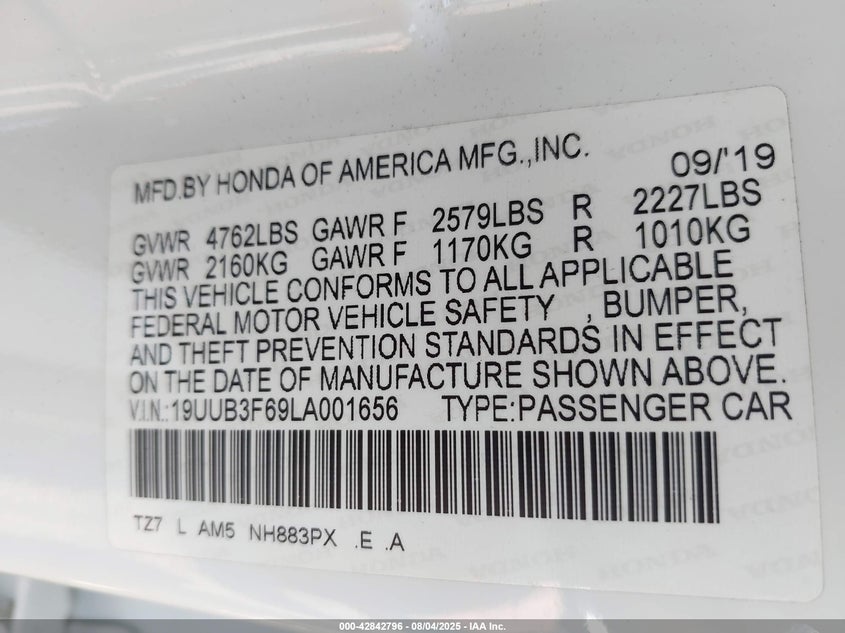 MFD.BY HONDA OF AMERICA MFG.,INC. 09/'19
GVWR 4762LBS GAWR F 2579LBS R 2227LBS
GVWR 2160KG GAWR F 1170KG R 1010KG
THIS VEHICLE CONFORMS TO ALL APPLICABLE
FEDERAL MOTOR VEHICLE SAFETY , BUMPER,
AND THEFT PREVENTION STANDARDS IN EFFECT
ON THE DATE OF MANUFACTURE SHOWN ABOVE.
V.I.N.:19UUB3F69LA001656 TYPE:PASSENGER CAR
TZ7 L AM5 NH883PX .E .A
000-42842796 - 08/04/2025 - IAA Inc.